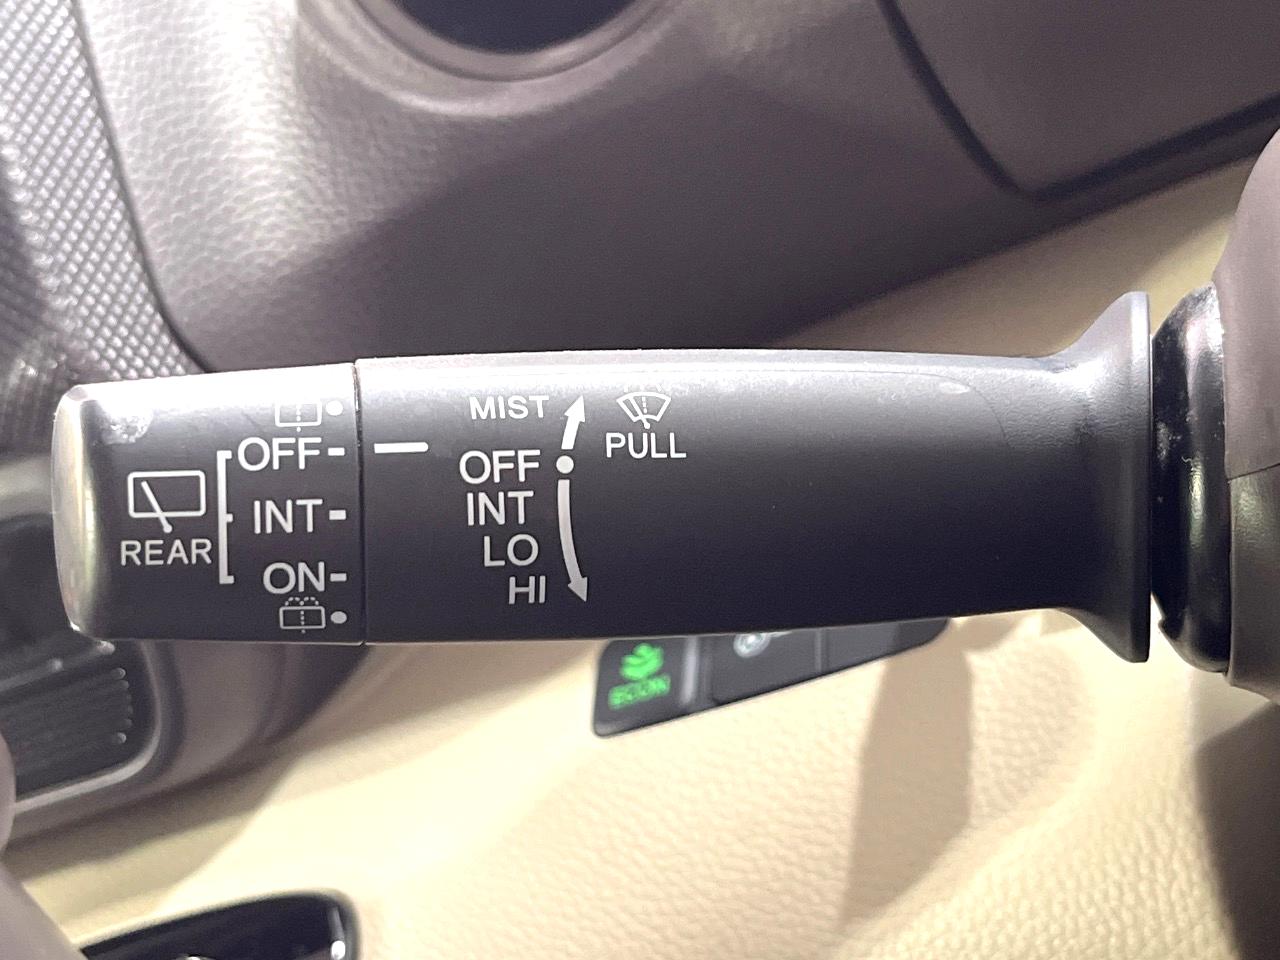 MIST
PULL
OFF
OFF
INT
INT
REAR
LO
ON
HI
ECON